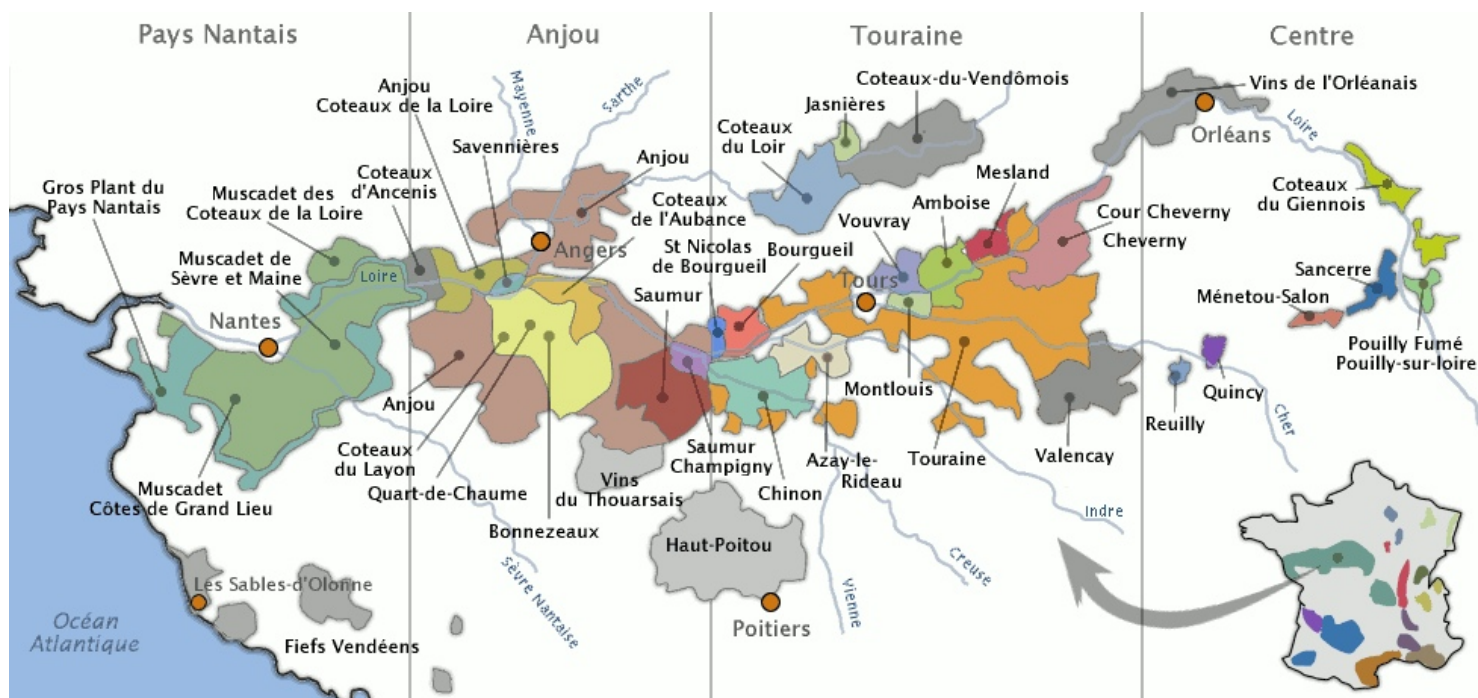 Pays Nantais
Anjou
Touraine
Centre
Anjou
Coteaux de la Loire
Mayenne
Sarthe
Savennières
Coteaux
d'Ancenis
Muscadet des
Coteaux de la Loire
Gros Plant du
Pays Nantais
Muscadet de
Sèvre et Maine
Loire
Nantes
Angers
Anjou
Coteaux
de l'Aubance
St Nicolas
de Bourgueil
Bourgueil
Saumur
Coteaux
du Loir
Jasnières
Coteaux-du-Vendômois
Vouvray
Amboise
Mesland
Tours
Cour Cheverny
Cheverny
Vins de l'Orléanais
Orléans
Loire
Coteaux
du Giennois
Sancerre
Ménetou-Salon
Pouilly Fumé
Pouilly-sur-loire
Quincy
Reuilly
Cher
Anjou
Coteaux
du Layon
Quart-de-Chaume
Bonnezeaux
Muscadet
Côtes de Grand Lieu
Vins
du Thouarsais
Saumur
Champigny
Chinon
Azay-le-
Rideau
Montlouis
Touraine
Valencay
Indre
Creuse
Vienne
Haut-Poitou
Poitiers
Sèvre Nantaise
Les Sables-d'Olonne
Fiefs Vendéens
Océan
Atlantique